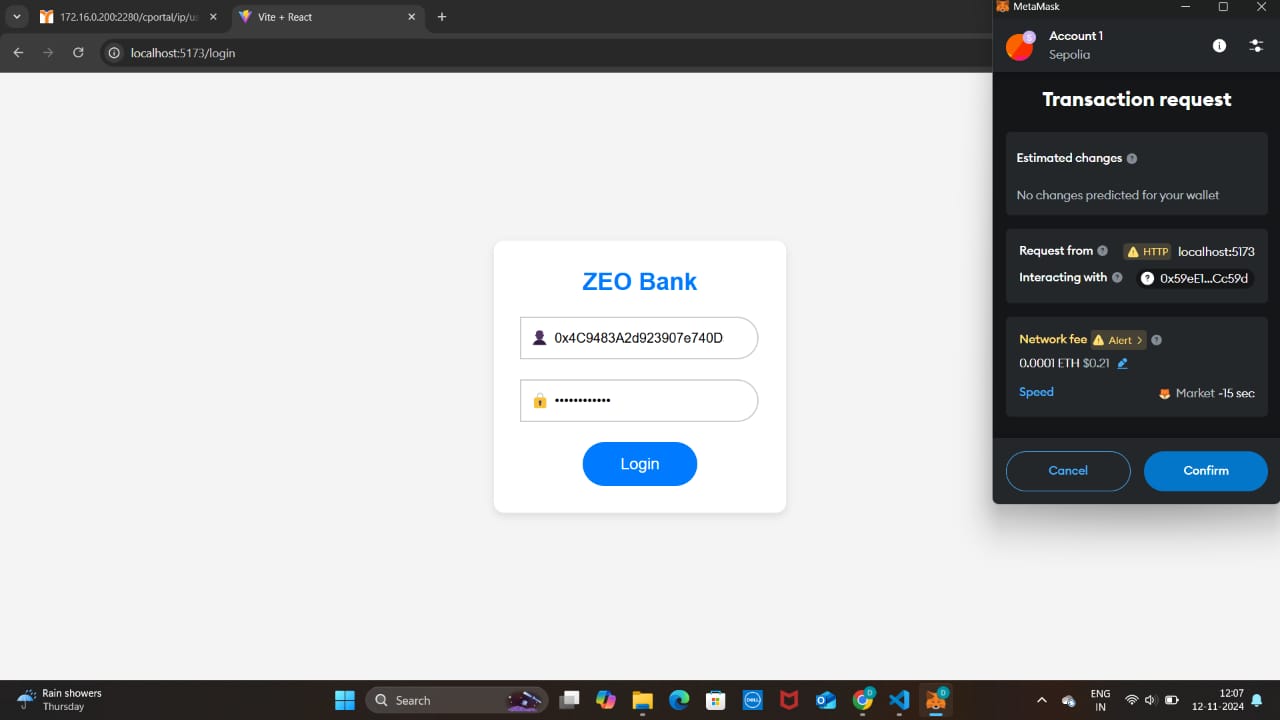 172.16.0.200:2280/cportal/ip/u
Vite + React
localhost:5173/login
ZEO Bank
0x4C9483A2d923907e740D
••••••••••••
Login
MetaMask
Account 1
S
Sepolia
Transaction request
Estimated changes
No changes predicted for your wallet
Request from
HTTP
localhost:5173
Interacting with
0x59eE1...Cc59d
Network fee
Alert >
0.0001 ETH $0.21
Speed
Market ~15 sec
Cancel
Confirm
Rain showers
Thursday
Search
DELL
D
D
ENG
IN
12:07
12-11-2024